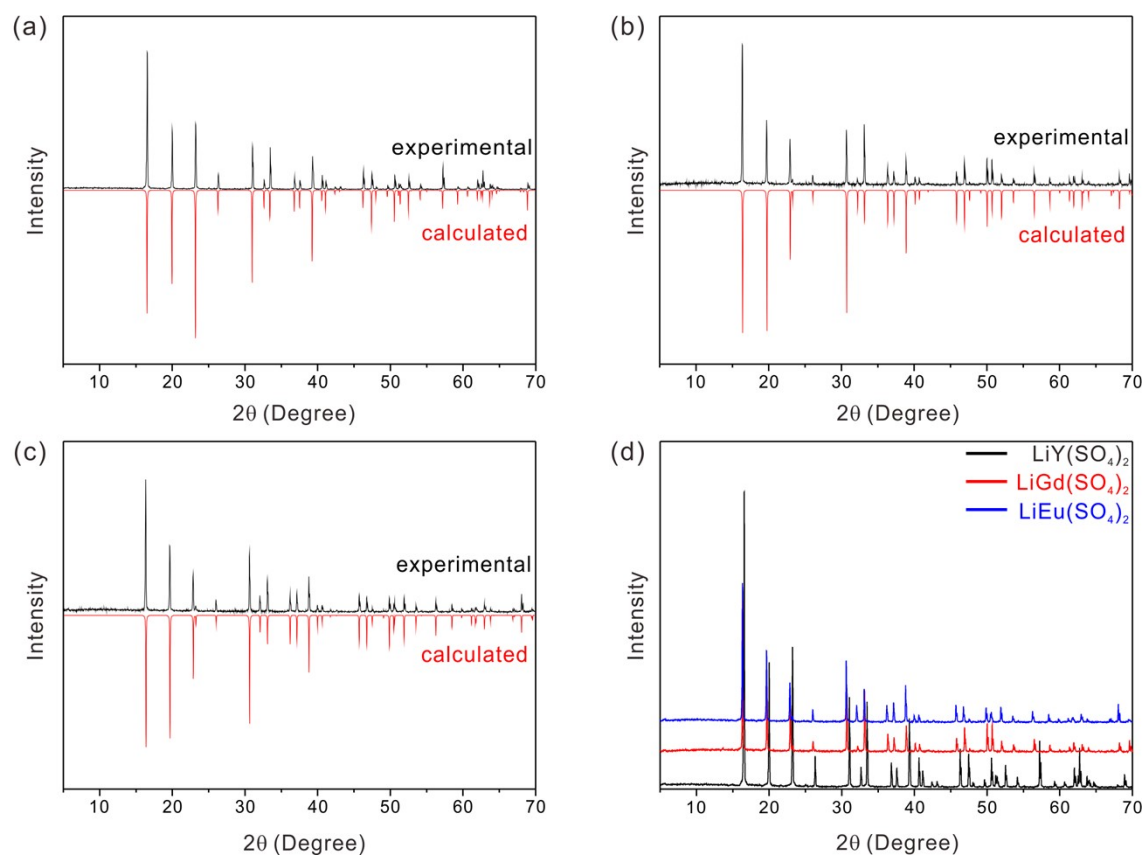 (a)
experimental
calculated
Intensity
10 20 30 40 50 60 70
2θ (Degree)
(b)
experimental
calculated
Intensity
10 20 30 40 50 60 70
2θ (Degree)
(c)
experimental
calculated
Intensity
10 20 30 40 50 60 70
2θ (Degree)
(d)
LiY(SO₄)₂
LiGd(SO₄)₂
LiEu(SO₄)₂
Intensity
10 20 30 40 50 60 70
2θ (Degree)